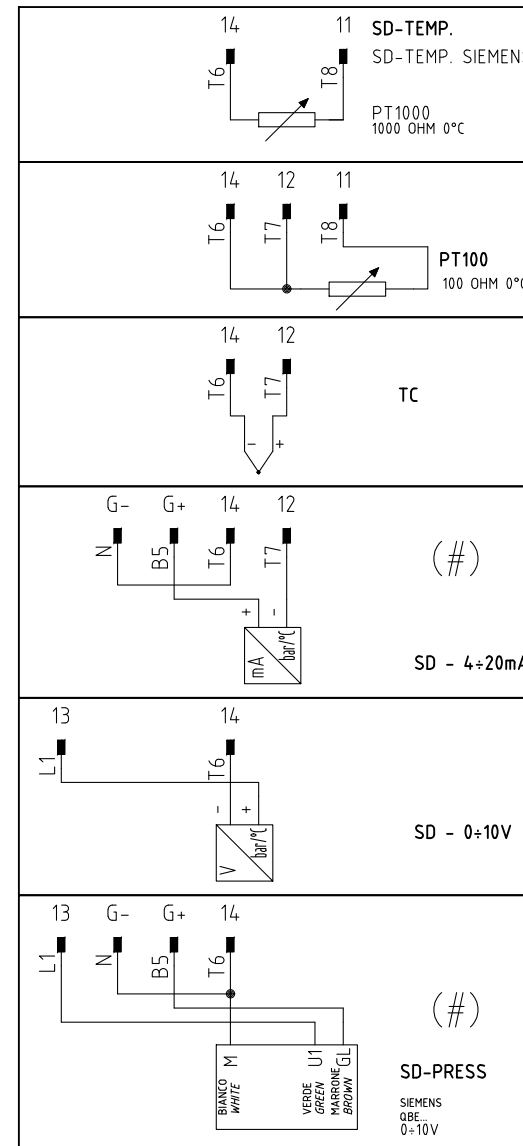 14 11 SD-TEMP.
SD-TEMP. SIEMENS
T6 T8
PT1000
1000 OHM 0°C
14 12 11
T6 T7 T8
PT100
100 OHM 0°C
14 12
T6 T7
TC
- +
G- G+ 14 12
N B5 T6 T7
(#)
+ -
mA bar/°C
SD - 4÷20mA
13 14
L1 T6
- +
V bar/°C
SD - 0÷10V
13 G- G+ 14
L1 N B5 T6
(#)
M U1 GL
BIANCO VERDE MARRONE
WHITE GREEN BROWN
SD-PRESS
SIEMENS
QBE...
0÷10V